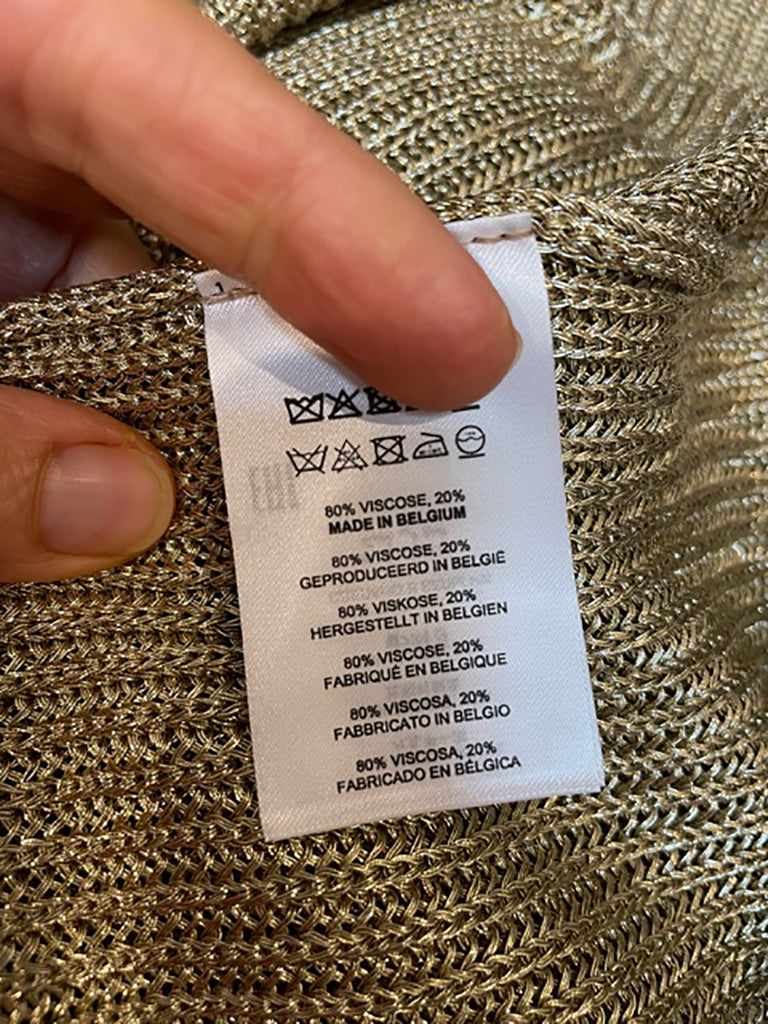 80% VISCOSE, 20%
MADE IN BELGIUM
80% VISCOSE, 20%
GEPRODUCEERD IN BELGIË
80% VISKOSE, 20%
HERGESTELLT IN BELGIEN
80% VISCOSE, 20%
FABRIQUÉ EN BELGIQUE
80% VISCOSA, 20%
FABBRICATO IN BELGIO
80% VISCOSA, 20%
FABRICADO EN BÉLGICA